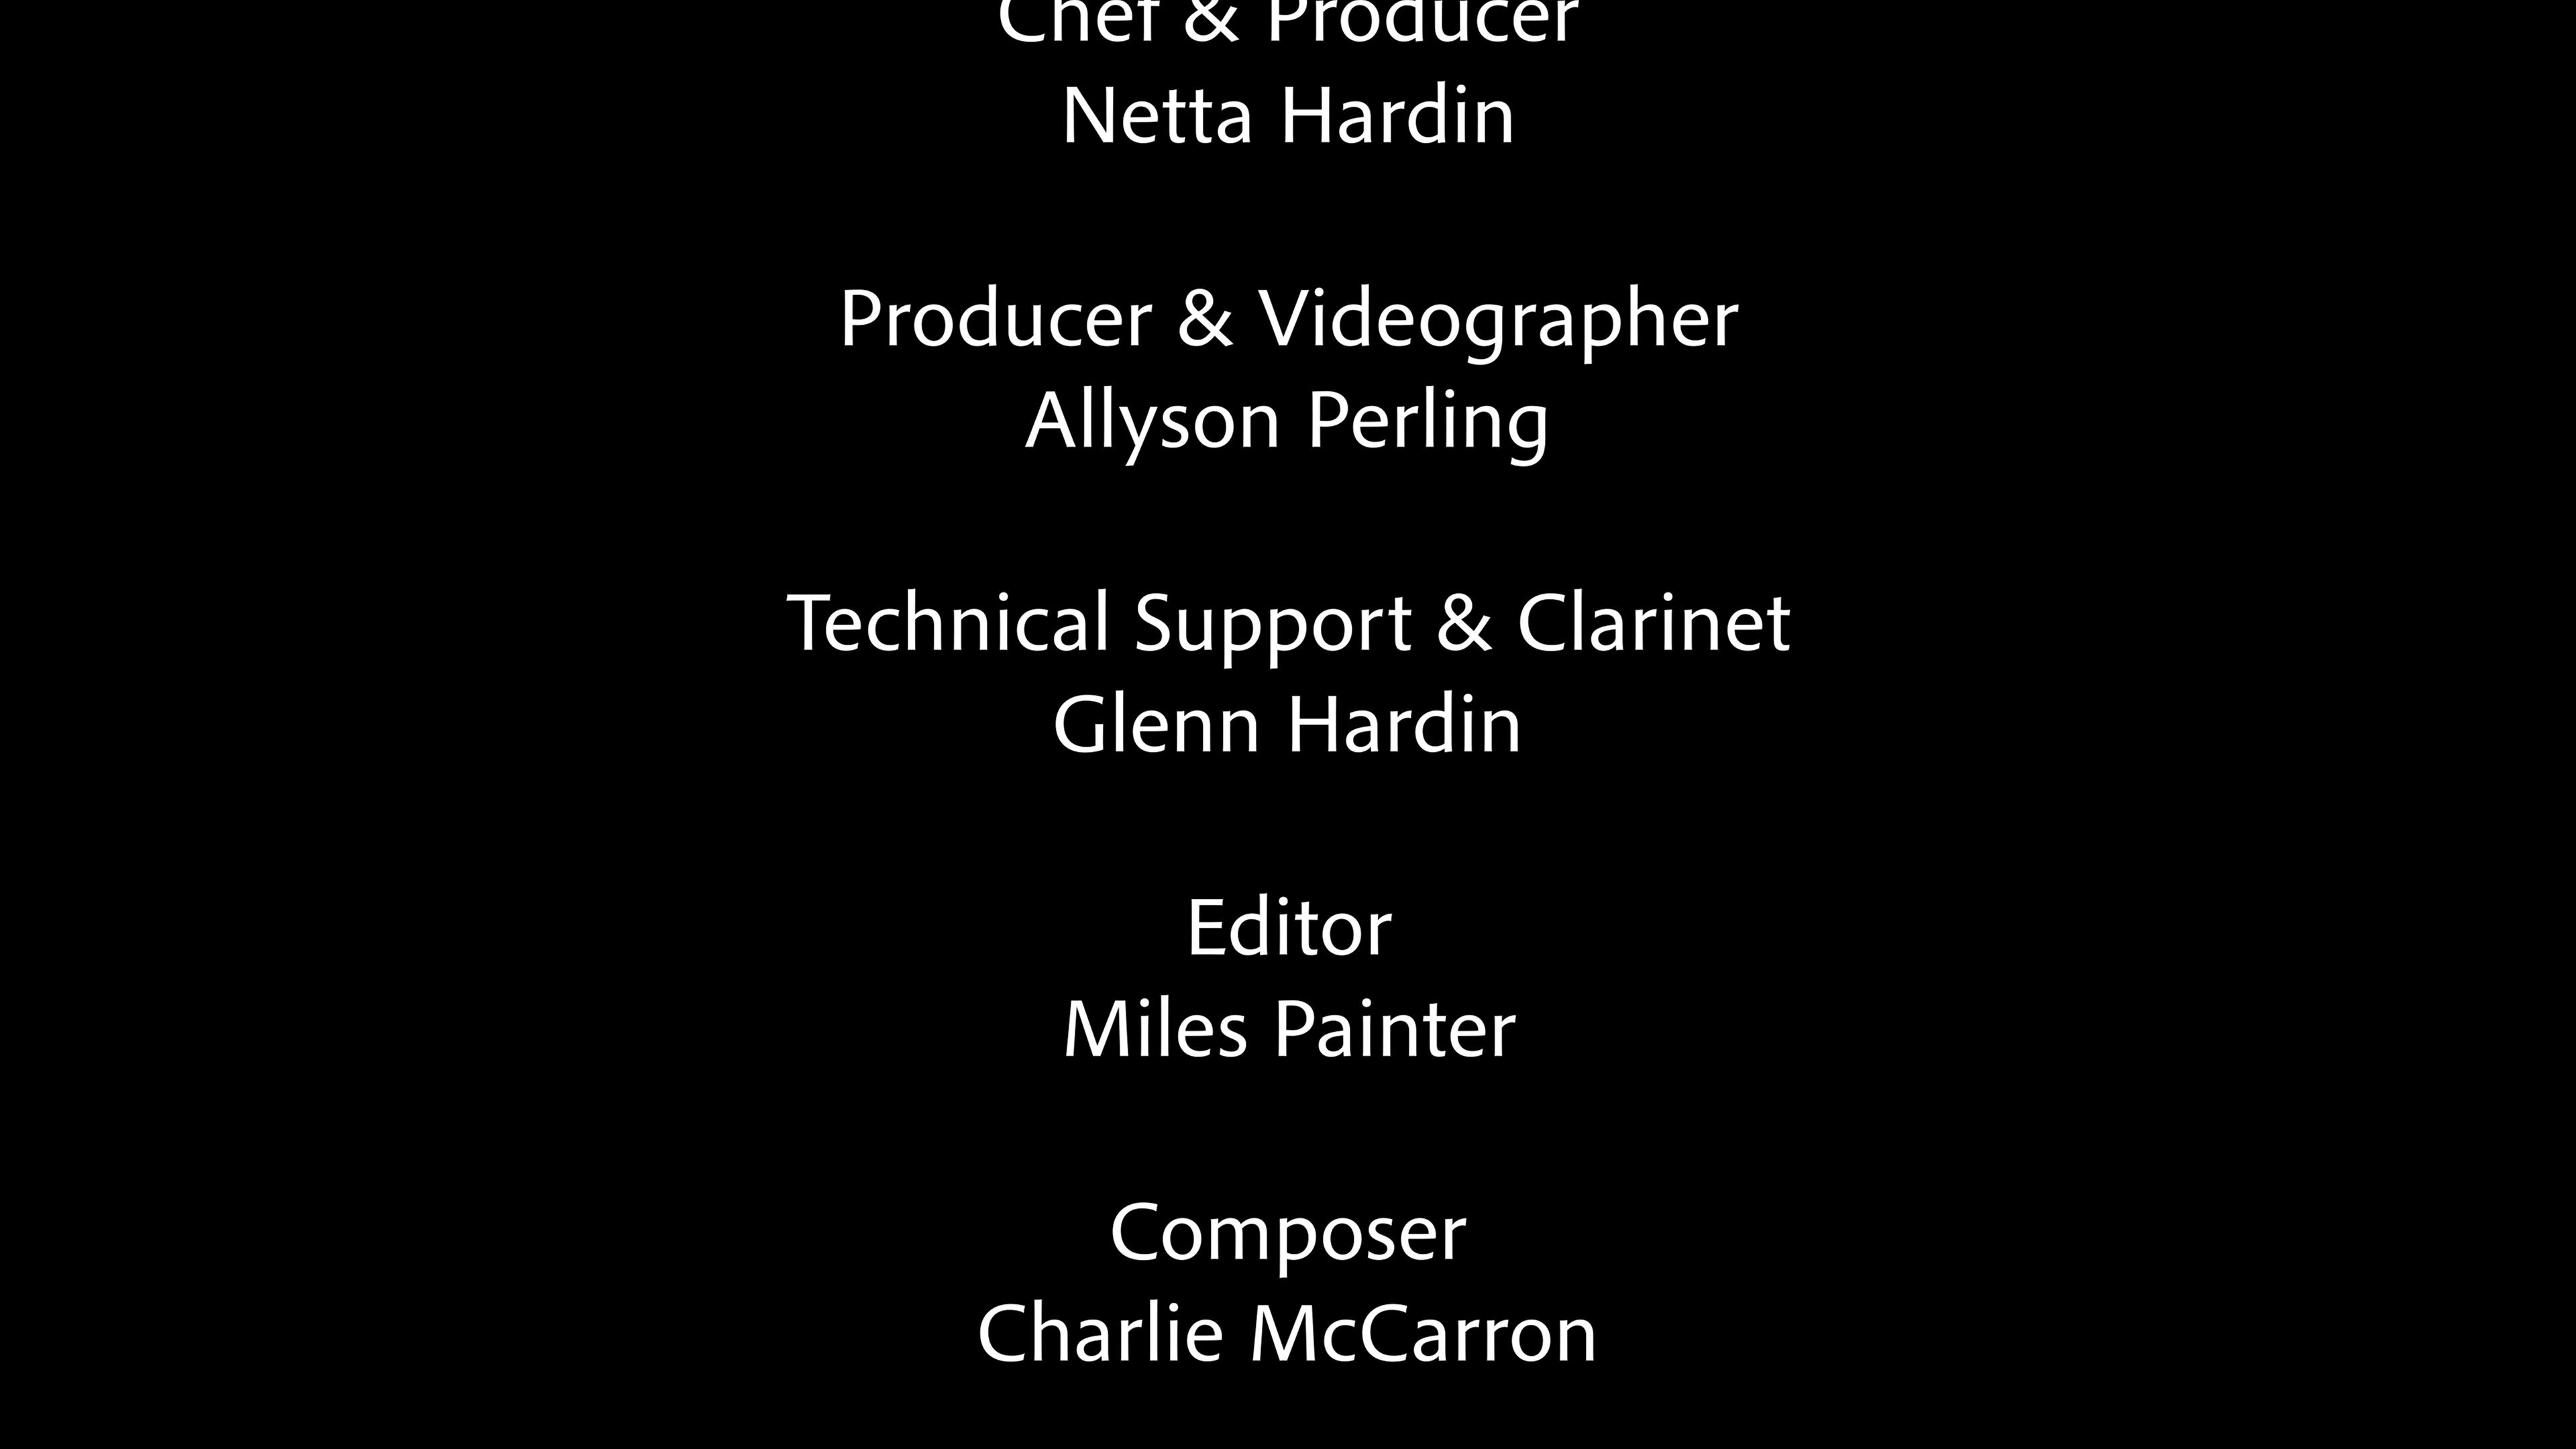 Chef & Producer
Netta Hardin
Producer & Videographer
Allyson Perling
Technical Support & Clarinet
Glenn Hardin
Editor
Miles Painter
Composer
Charlie McCarron